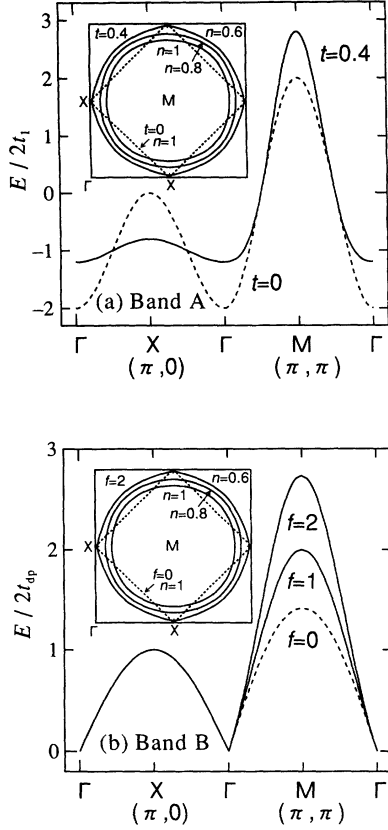 3
t=0.4
n=0.6
n=1
n=0.8
t=0.4
2
X
M
1
t=0
n=1
E / 2t₁
0
Γ
X
-1
t=0
-2
(a) Band A
Γ X Γ M Γ
(π,0) (π,π)
3
f=2
n=0.6
n=1
n=0.8
f=2
2
X
M
f=0
n=1
f=1
E / 2t_dp
Γ
X
f=0
1
0
(b) Band B
Γ X Γ M Γ
(π,0) (π,π)